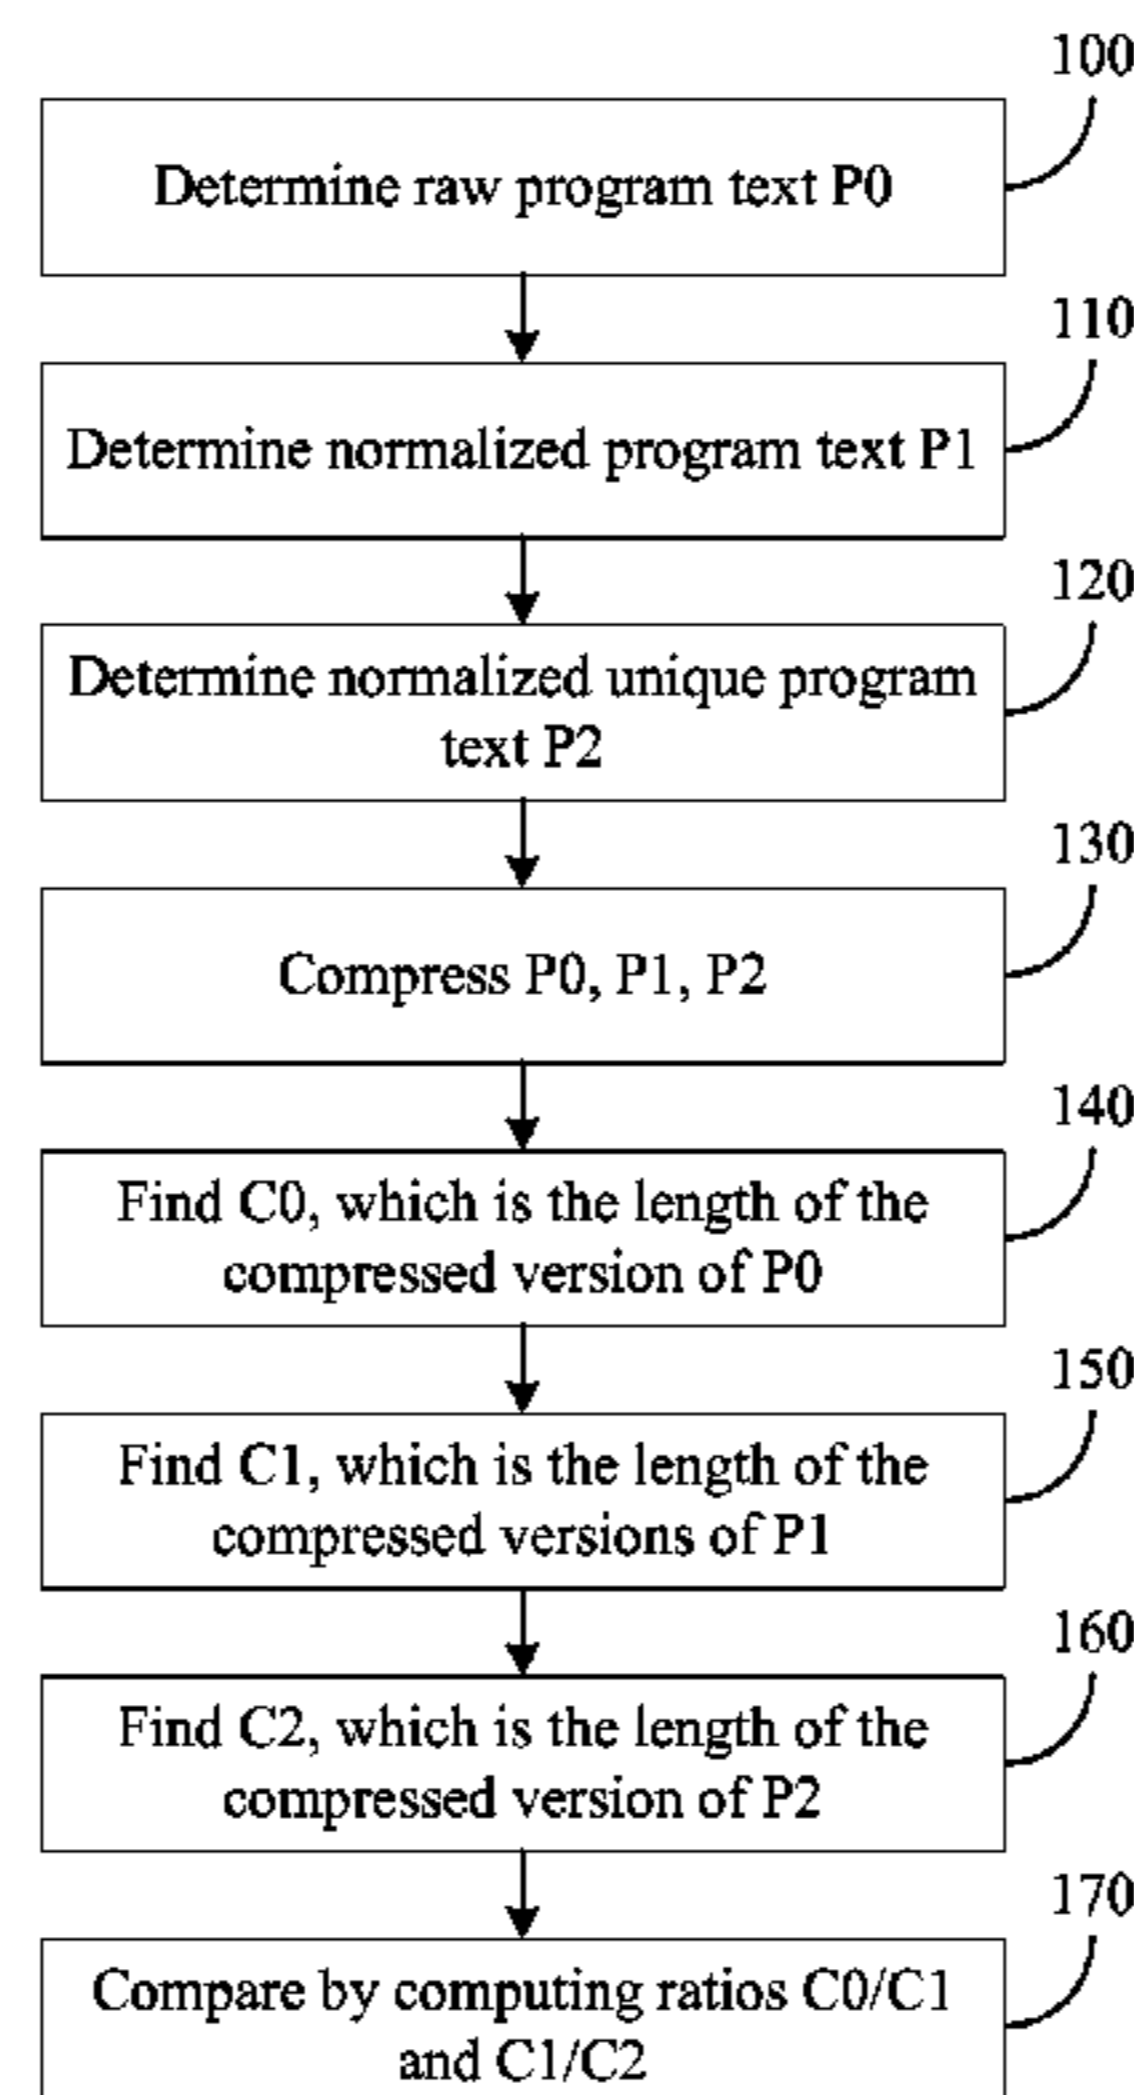 100
Determine raw program text P0
110
Determine normalized program text P1
120
Determine normalized unique program
text P2
130
Compress P0, P1, P2
140
Find C0, which is the length of the
compressed version of P0
150
Find C1, which is the length of the
compressed versions of P1
160
Find C2, which is the length of the
compressed version of P2
170
Compare by computing ratios C0/C1
and C1/C2